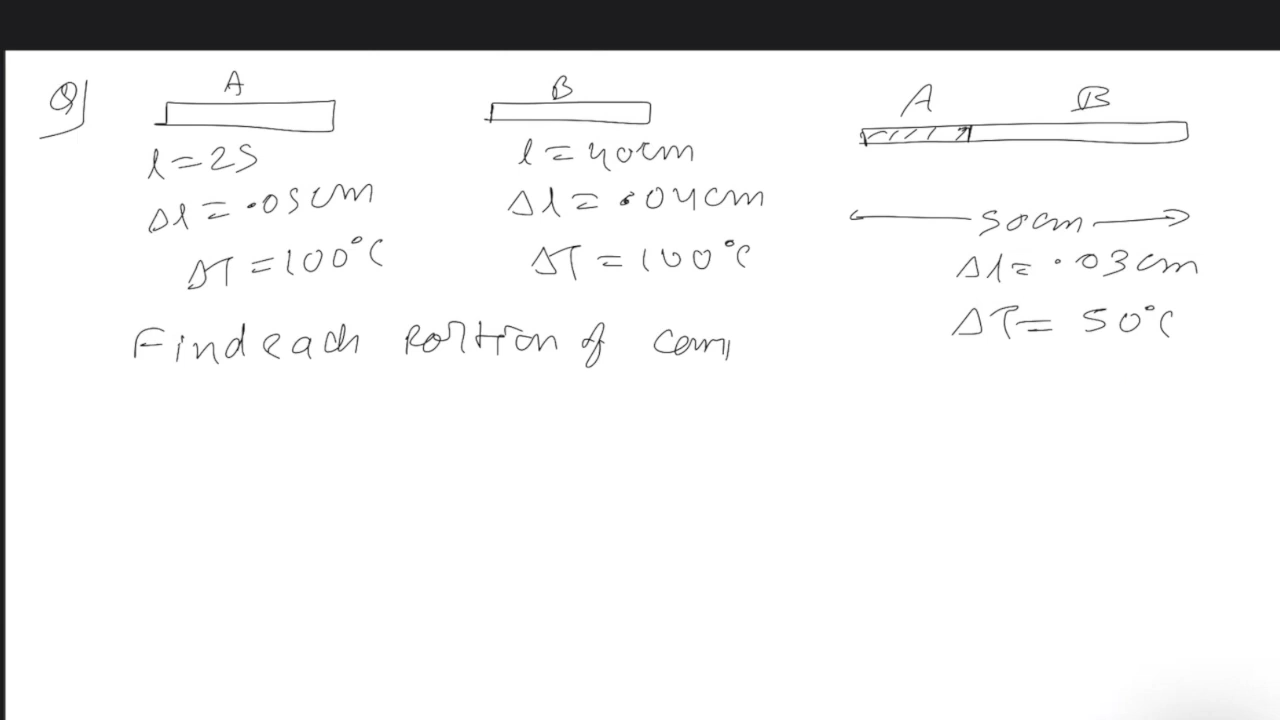 Q)
A
l = 25
Δl = .05cm
ΔT = 100°C
B
l = 40cm
Δl = .04cm
ΔT = 100°C
A B
50cm
Δl = .03cm
ΔT = 50°C
Find each portion of com